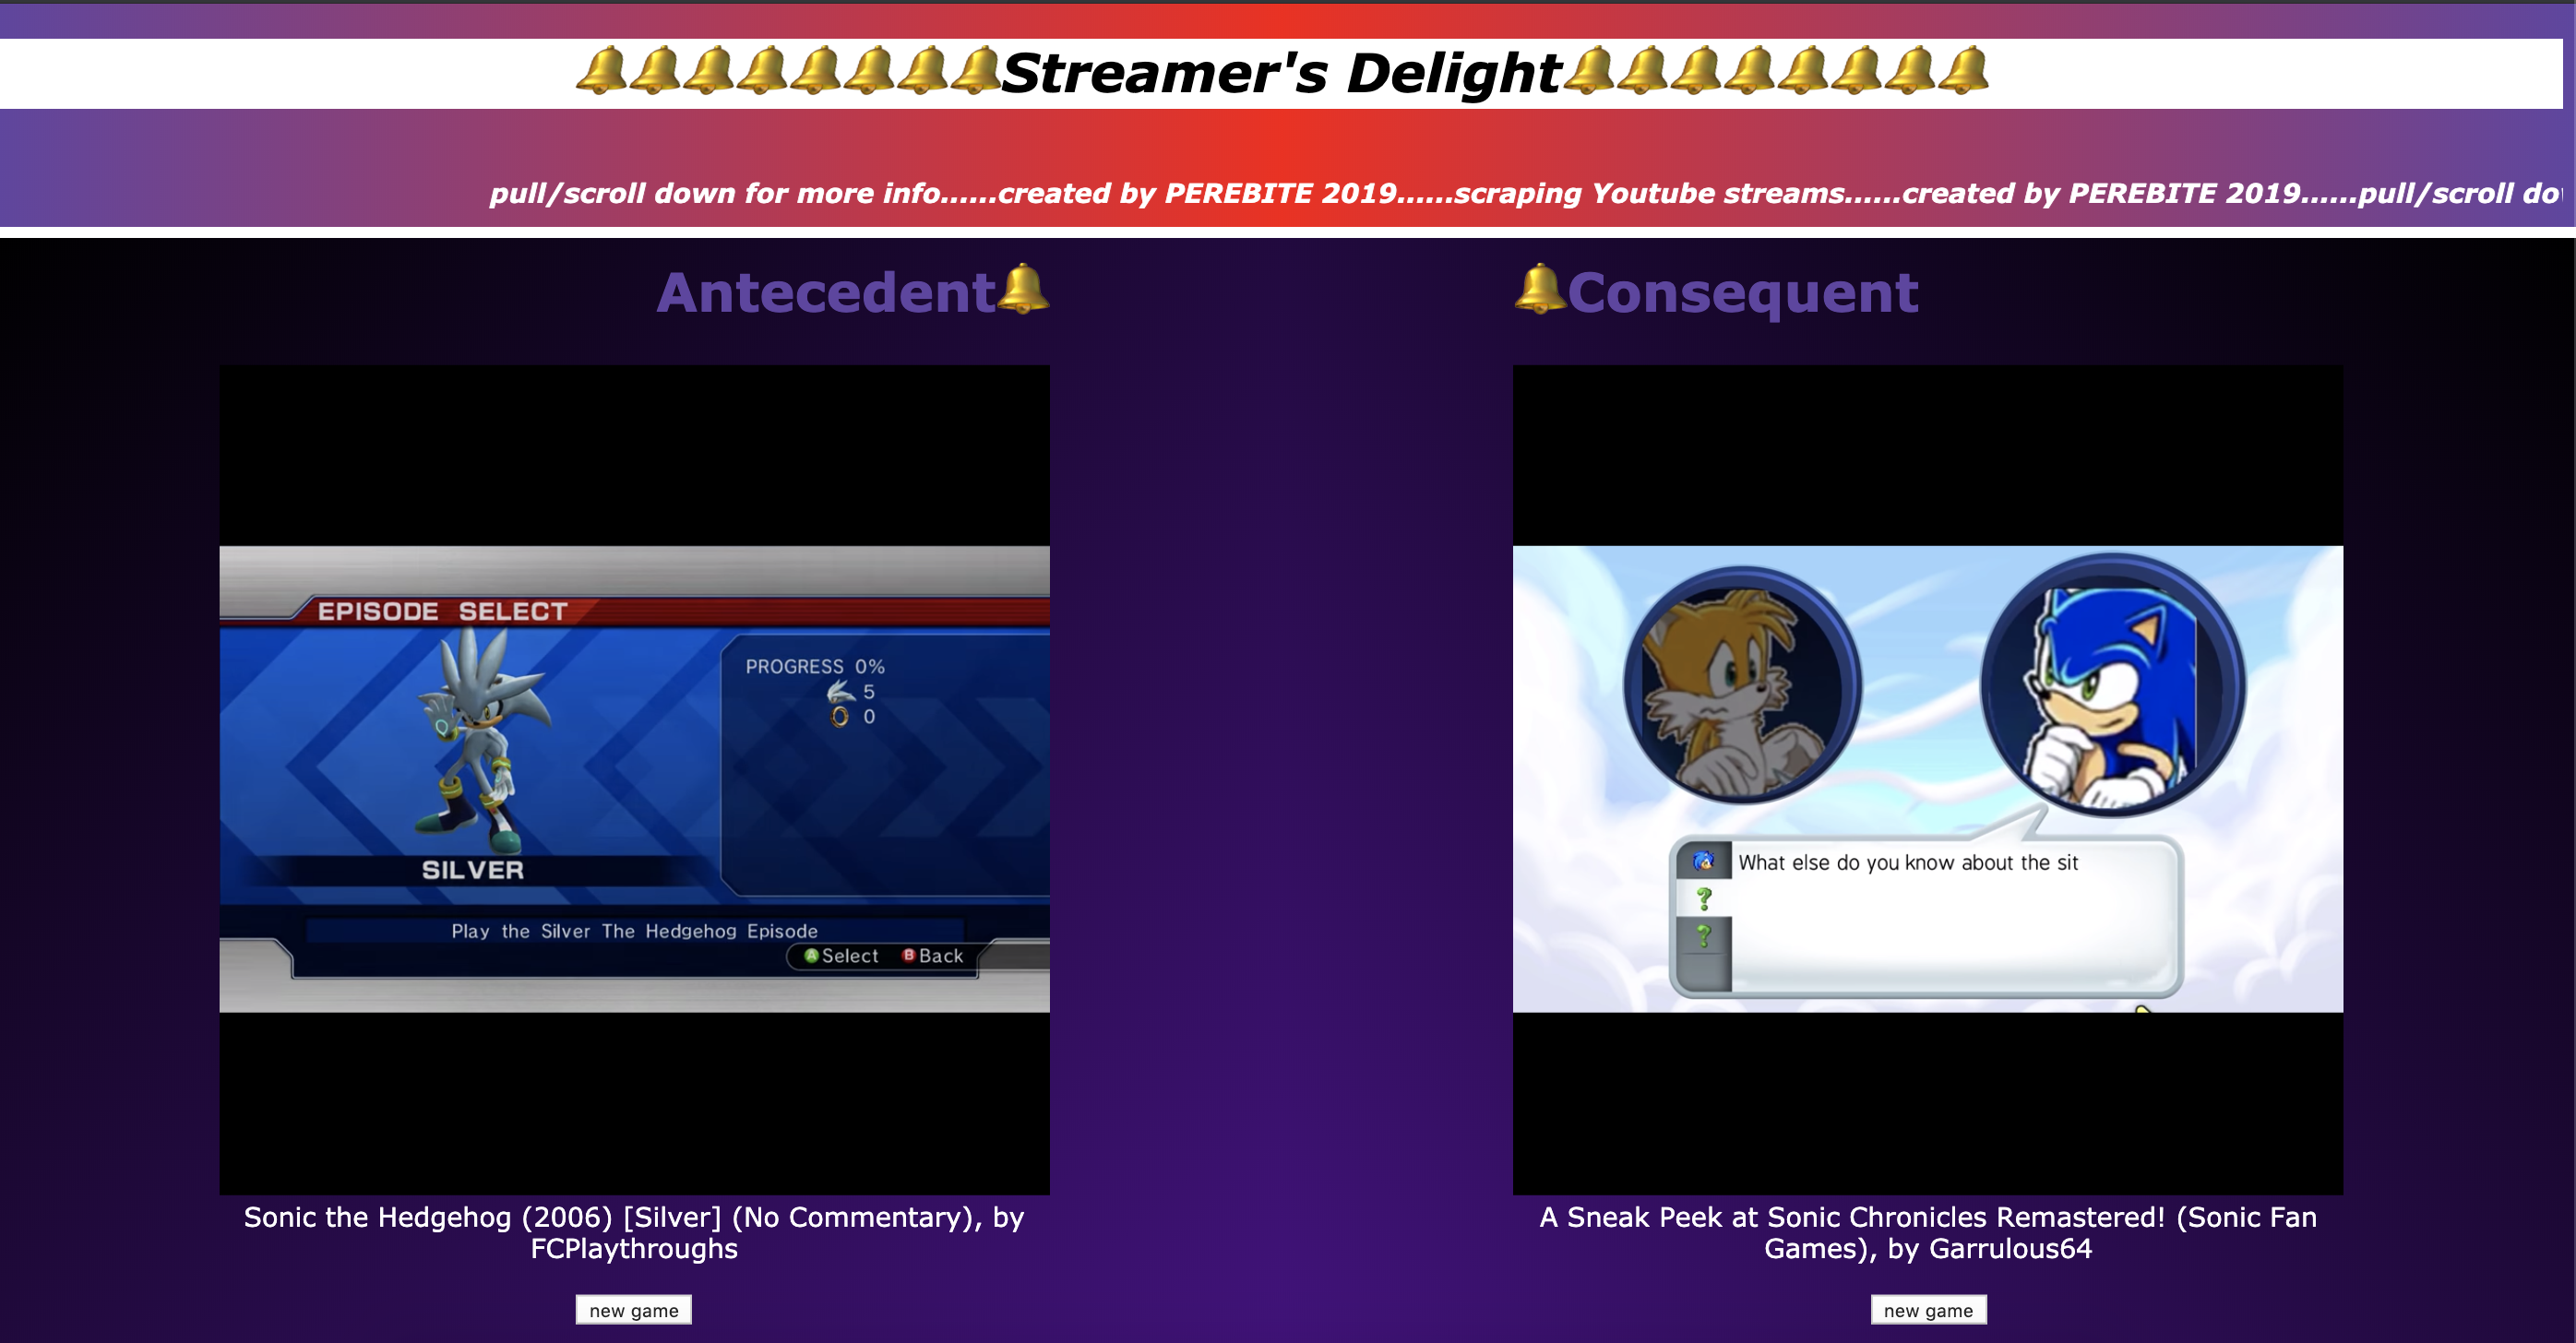 Streamer's Delight
pull/scroll down for more info......created by PEREBITE 2019......scraping Youtube streams......created by PEREBITE 2019......pull/scroll do
Antecedent
Consequent
EPISODE SELECT
PROGRESS 0%
5
0
SILVER
Play the Silver The Hedgehog Episode
A Select B Back
Sonic the Hedgehog (2006) [Silver] (No Commentary), by
FCPlaythroughs
new game
What else do you know about the sit
?
?
A Sneak Peek at Sonic Chronicles Remastered! (Sonic Fan
Games), by Garrulous64
new game